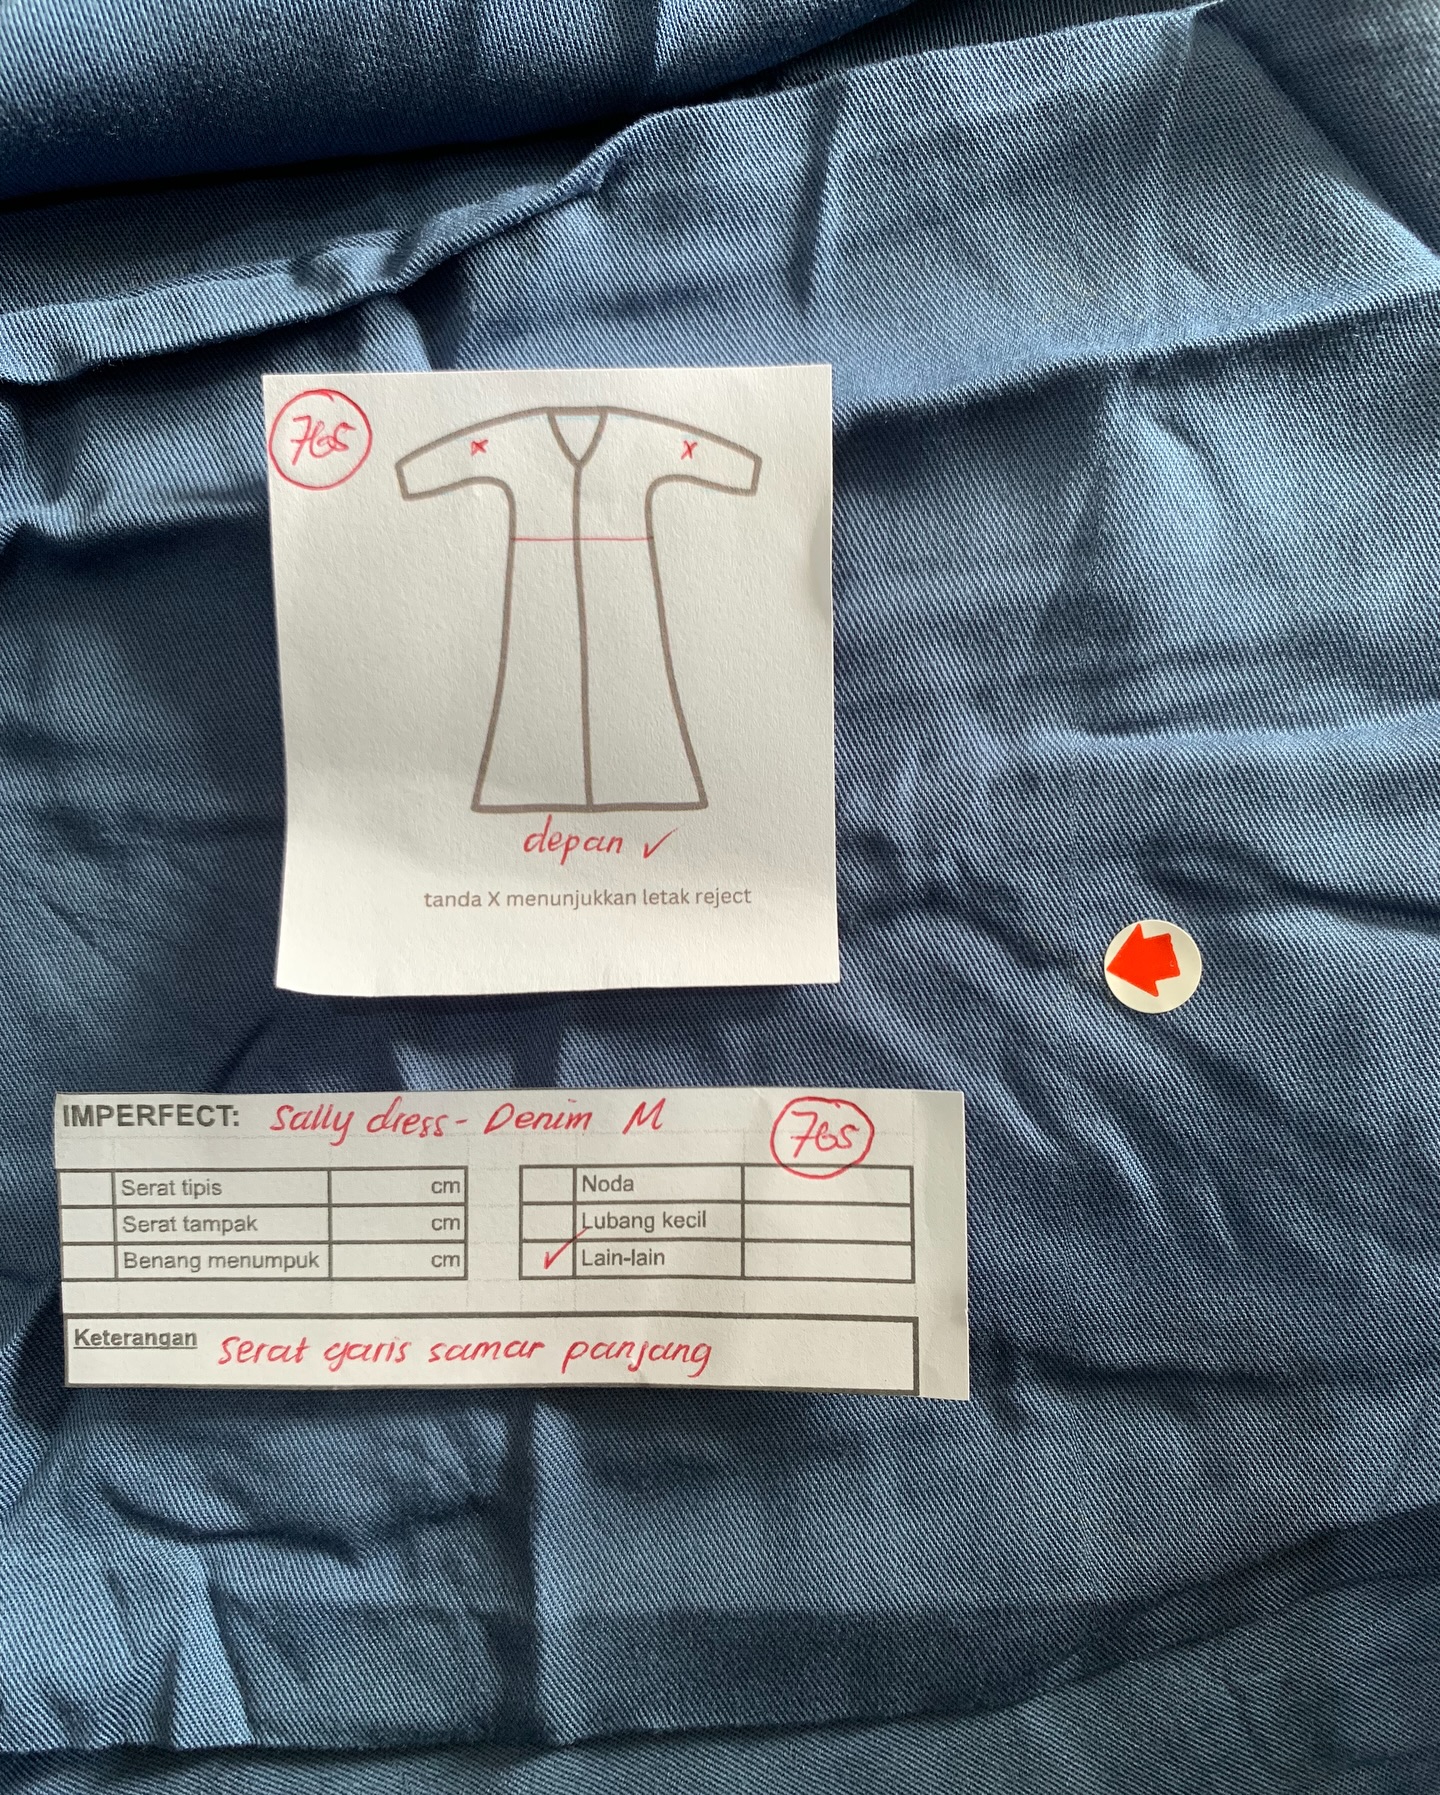 765
x x
depan ✓
tanda X menunjukkan letak reject
IMPERFECT: Sally dress - Denim M 765
Serat tipis cm
Serat tampak cm
Benang menumpuk cm
Noda
Lubang kecil
✓ Lain-lain
Keterangan serat garis samar panjang